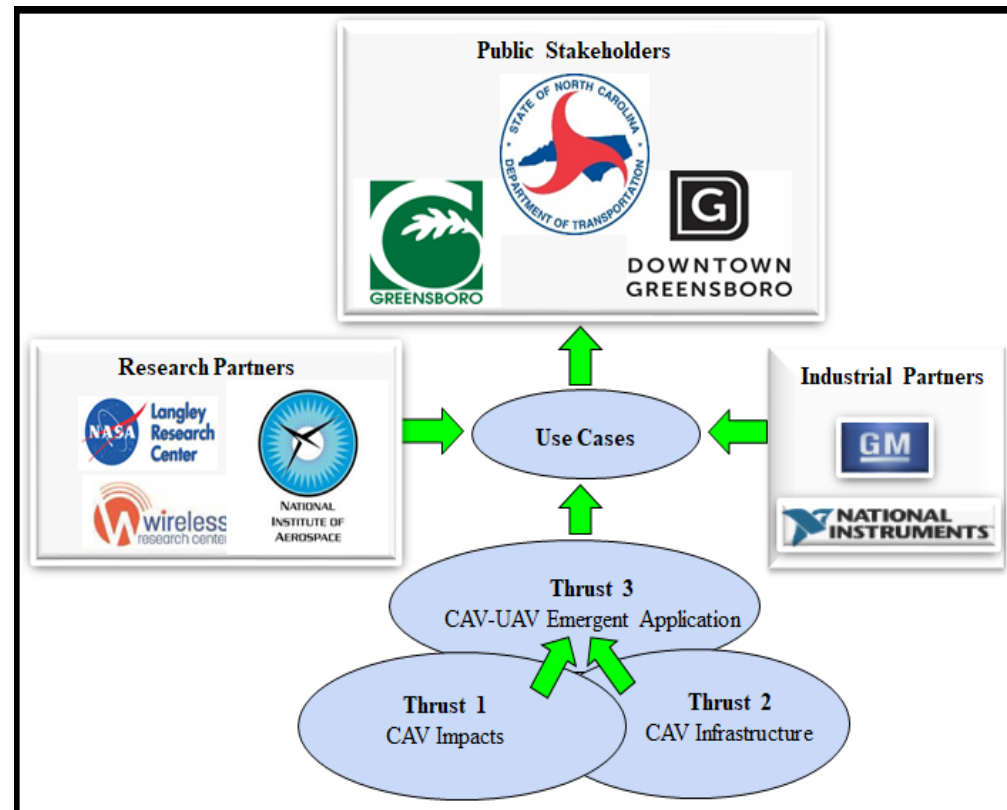 Public Stakeholders
STATE OF NORTH CAROLINA
DEPARTMENT OF TRANSPORTATION
GREENSBORO
G
DOWNTOWN
GREENSBORO
Research Partners
NASA
Langley
Research
Center
wireless
research center
NATIONAL
INSTITUTE OF
AEROSPACE
Use Cases
Industrial Partners
GM
NATIONAL
INSTRUMENTS
Thrust 3
CAV-UAV Emergent Application
Thrust 1
CAV Impacts
Thrust 2
CAV Infrastructure